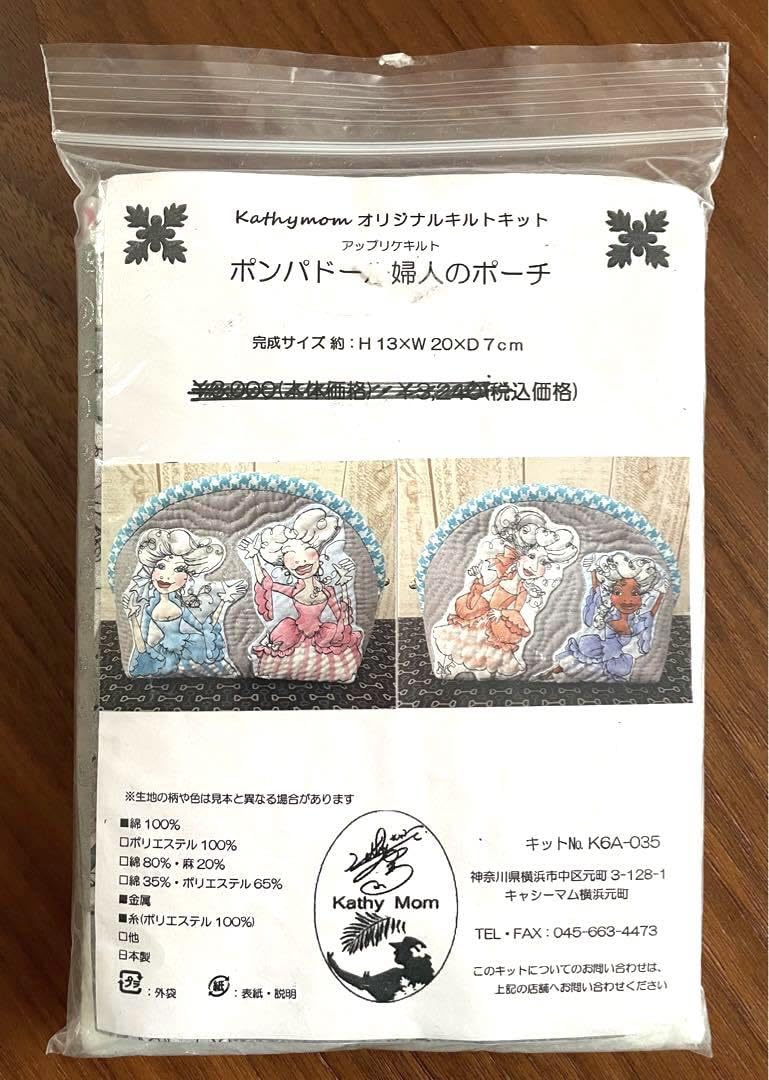 Kathymom オリジナルキルトキット
アップリケキルト
ポンパドール婦人のポーチ
完成サイズ 約：H 13×W 20×D 7cm
(本体価格) (税込価格)
※生地の柄や色は見本と異なる場合があります
■綿 100%
□ポリエステル 100%
□綿 80%・麻 20%
□綿 35%・ポリエステル 65%
■金属
■糸(ポリエステル 100%)
□他
日本製
プラ：外袋 紙：表紙・説明
Kathy Mom
キット№ K6A-035
神奈川県横浜市中区元町 3-128-1
キャシーマム横浜元町
TEL・FAX：045-663-4473
このキットについてのお問い合わせは、
上記の店舗へお問い合わせください